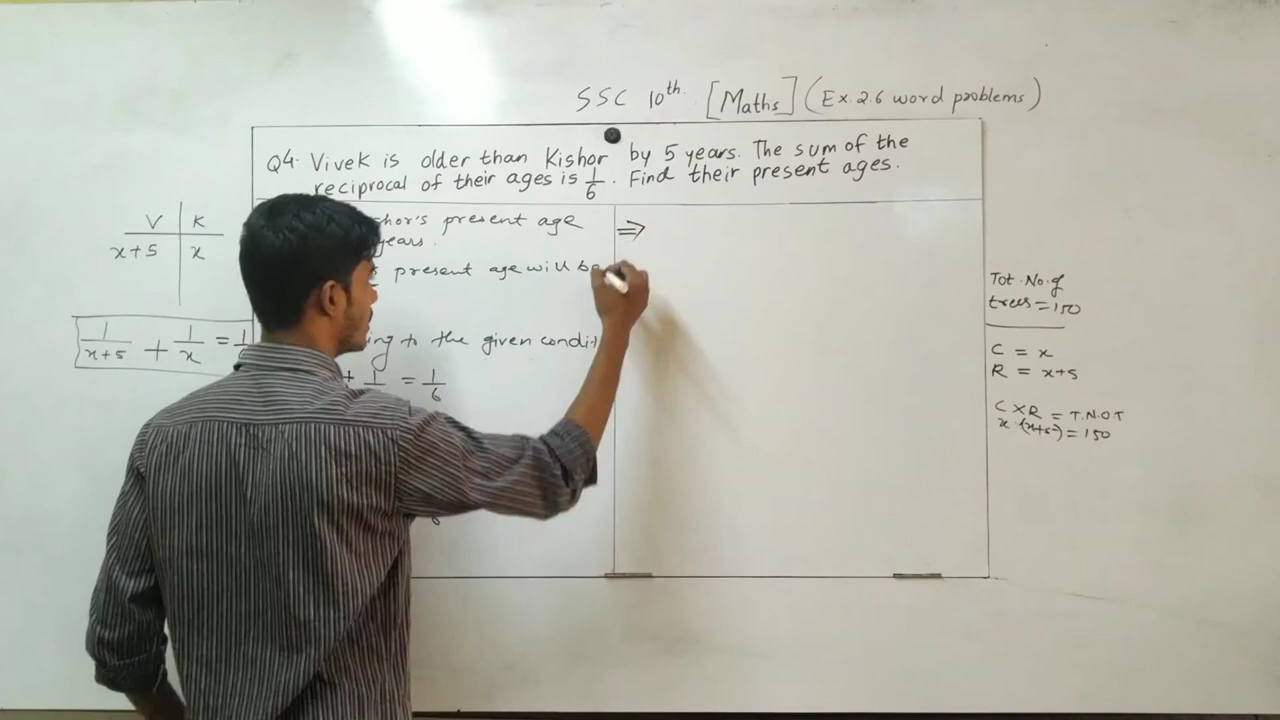 SSC 10th. [Maths] (Ex. 2.6 word problems)
Q4. Vivek is older than Kishor by 5 years. The sum of the
reciprocal of their ages is 1/6. Find their present ages.
V K
x+5 x
1/(x+5) + 1/x = 1/
present age
years.
present age will be
to the given condit
+ 1 = 1/6
⇒
Tot. No. of
trees = 150
C = x
R = x+5
C × R = T.N.O.T
x (x+5) = 150